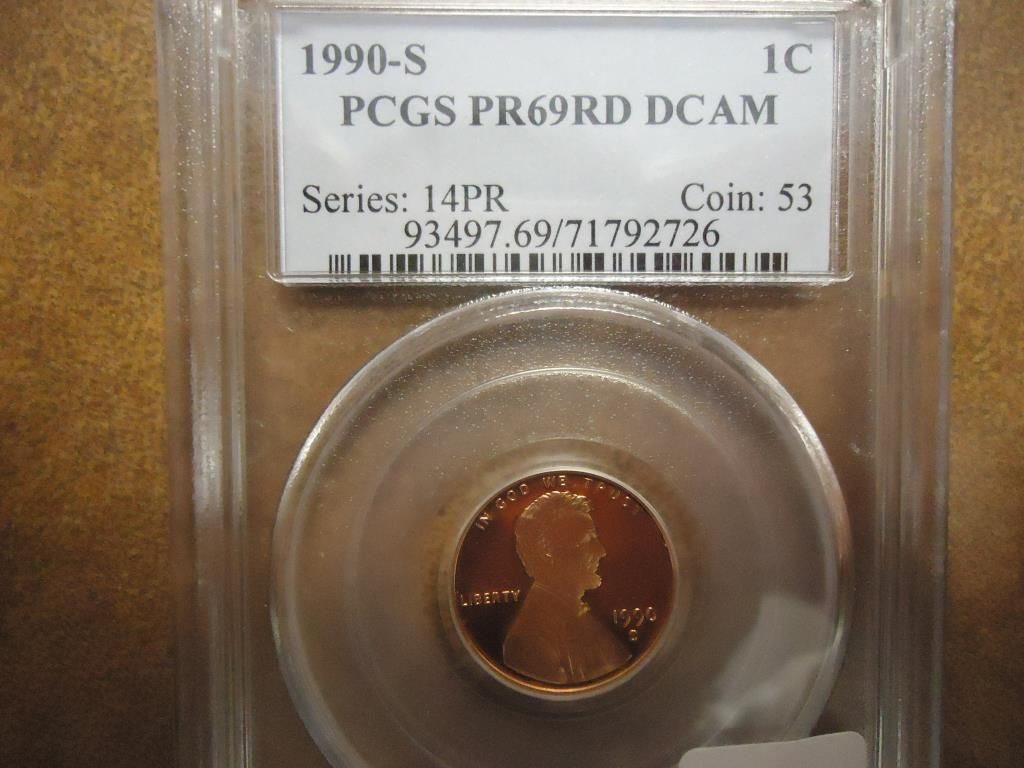 1990-S 1C
PCGS PR69RD DCAM
Series: 14PR Coin: 53
93497.69/71792726
IN GOD WE TRUST
LIBERTY
1990